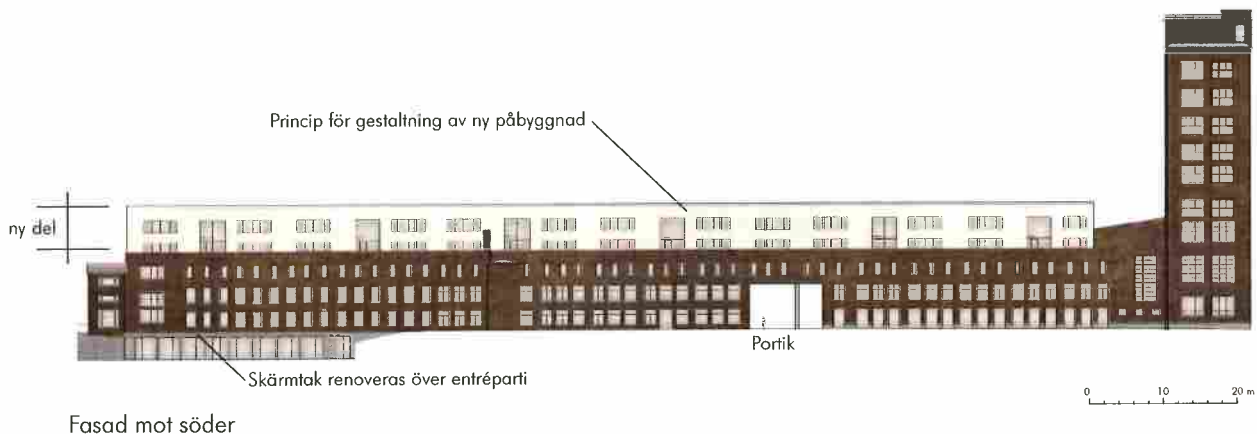 Princip för gestaltning av ny påbyggnad
ny del
Portik
Skärmtak renoveras över entréparti
0 10 20 m
Fasad mot söder